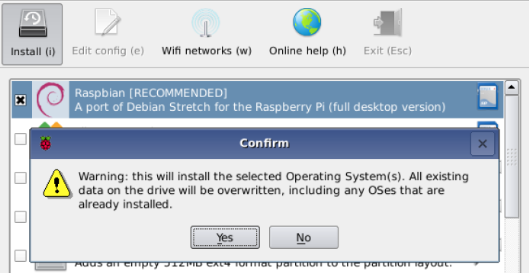 Install (i)
Edit config (e)
Wifi networks (w)
Online help (h)
Exit (Esc)
Raspbian [RECOMMENDED]
A port of Debian Stretch for the Raspberry Pi (full desktop version)
Confirm
Warning: this will install the selected Operating System(s). All existing
data on the drive will be overwritten, including any OSes that are
already installed.
Yes
No
Adds an empty 512MB ext4 format partition to the partition layout.